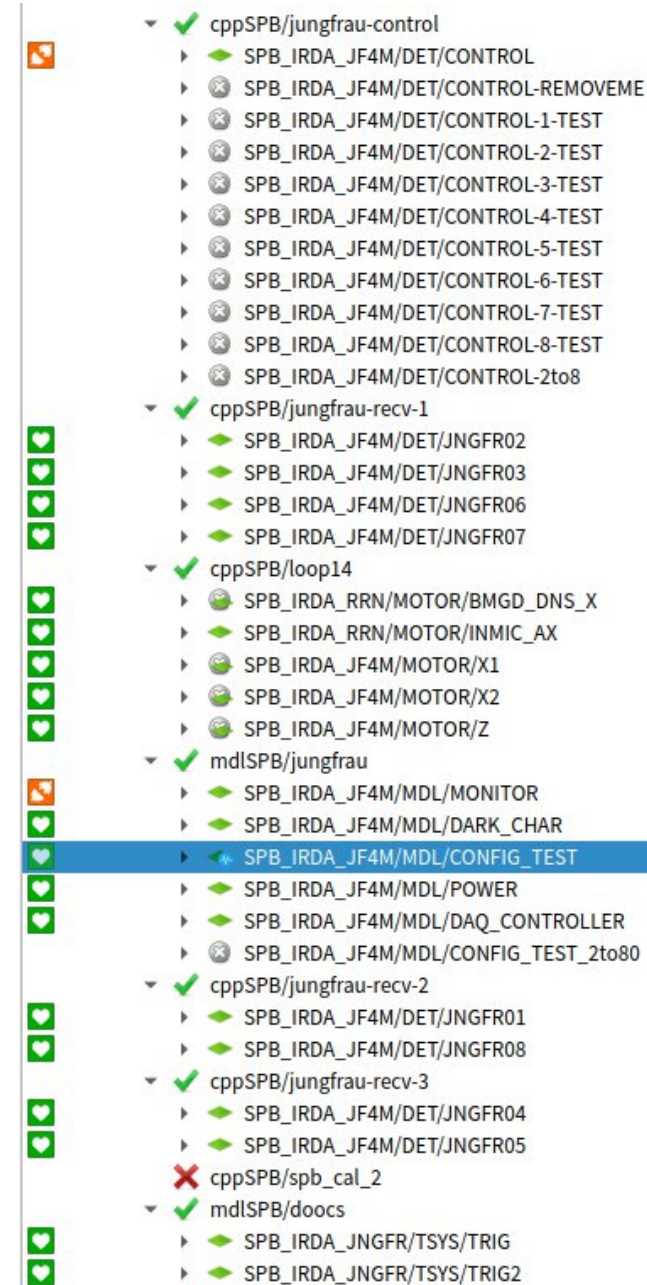 cppSPB/jungfrau-control
SPB_IRDA_JF4M/DET/CONTROL
SPB_IRDA_JF4M/DET/CONTROL-REMOVEME
SPB_IRDA_JF4M/DET/CONTROL-1-TEST
SPB_IRDA_JF4M/DET/CONTROL-2-TEST
SPB_IRDA_JF4M/DET/CONTROL-3-TEST
SPB_IRDA_JF4M/DET/CONTROL-4-TEST
SPB_IRDA_JF4M/DET/CONTROL-5-TEST
SPB_IRDA_JF4M/DET/CONTROL-6-TEST
SPB_IRDA_JF4M/DET/CONTROL-7-TEST
SPB_IRDA_JF4M/DET/CONTROL-8-TEST
SPB_IRDA_JF4M/DET/CONTROL-2to8
cppSPB/jungfrau-recv-1
SPB_IRDA_JF4M/DET/JNGFR02
SPB_IRDA_JF4M/DET/JNGFR03
SPB_IRDA_JF4M/DET/JNGFR06
SPB_IRDA_JF4M/DET/JNGFR07
cppSPB/loop14
SPB_IRDA_RRN/MOTOR/BMGD_DNS_X
SPB_IRDA_RRN/MOTOR/INMIC_AX
SPB_IRDA_JF4M/MOTOR/X1
SPB_IRDA_JF4M/MOTOR/X2
SPB_IRDA_JF4M/MOTOR/Z
mdlSPB/jungfrau
SPB_IRDA_JF4M/MDL/MONITOR
SPB_IRDA_JF4M/MDL/DARK_CHAR
SPB_IRDA_JF4M/MDL/CONFIG_TEST
SPB_IRDA_JF4M/MDL/POWER
SPB_IRDA_JF4M/MDL/DAQ_CONTROLLER
SPB_IRDA_JF4M/MDL/CONFIG_TEST_2to80
cppSPB/jungfrau-recv-2
SPB_IRDA_JF4M/DET/JNGFR01
SPB_IRDA_JF4M/DET/JNGFR08
cppSPB/jungfrau-recv-3
SPB_IRDA_JF4M/DET/JNGFR04
SPB_IRDA_JF4M/DET/JNGFR05
cppSPB/spb_cal_2
mdlSPB/doocs
SPB_IRDA_JNGFR/TSYS/TRIG
SPB_IRDA_JNGFR/TSYS/TRIG2